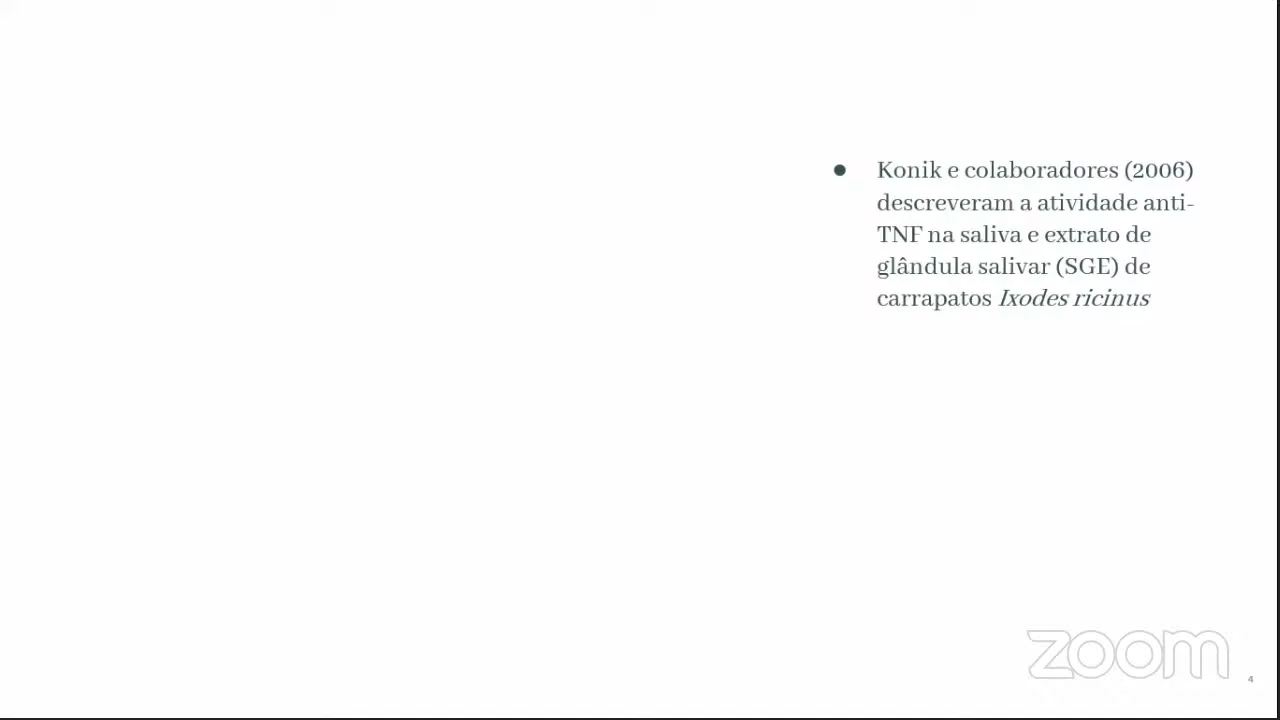 ● Konik e colaboradores (2006)
descreveram a atividade anti-
TNF na saliva e extrato de
glândula salivar (SGE) de
carrapatos Ixodes ricinus
zoom
4